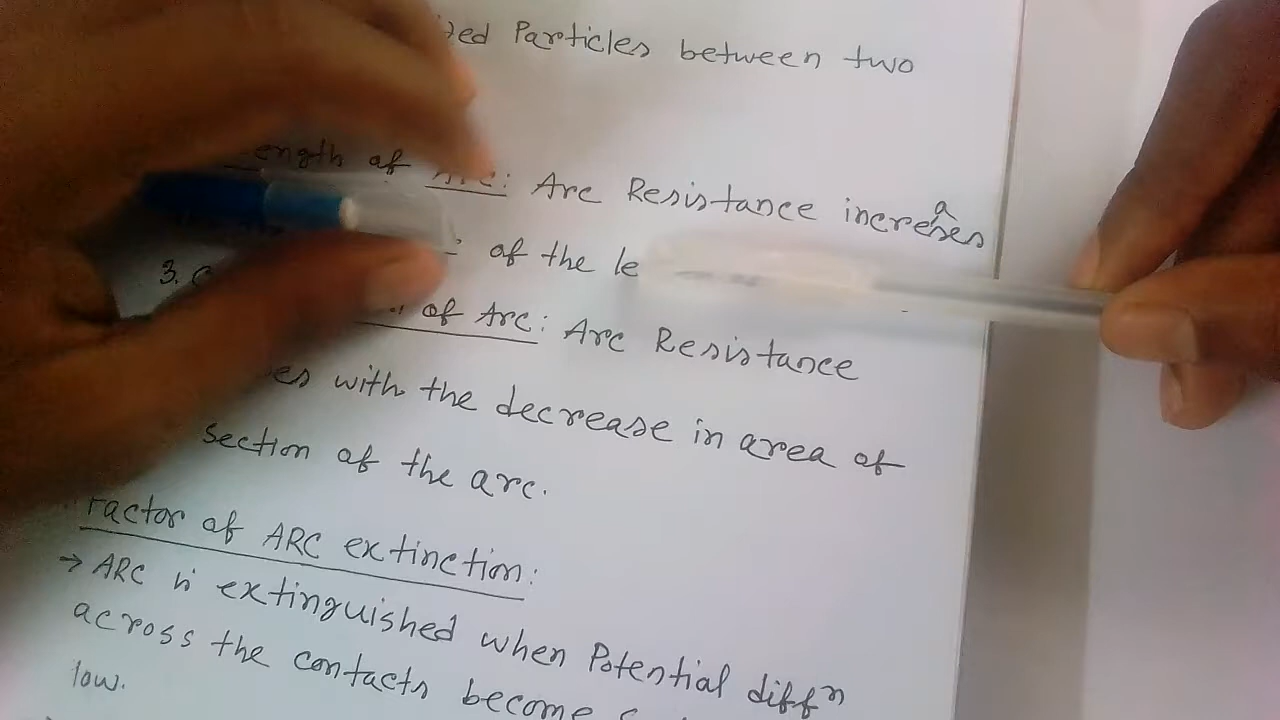 Particles between two
of Arc: Arc Resistance increases
of the
3.
of Arc: Arc Resistance
with the decrease in area of
section of the arc.
Factor of ARC extinction:
→ ARC is extinguished when Potential diffn
across the contacts become
low.